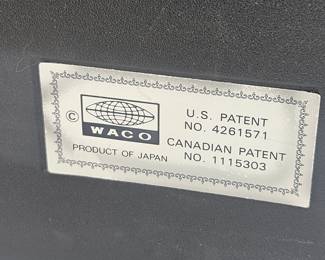 ©
WACO
PRODUCT OF JAPAN
U.S. PATENT
NO. 4261571
CANADIAN PATENT
NO. 1115303